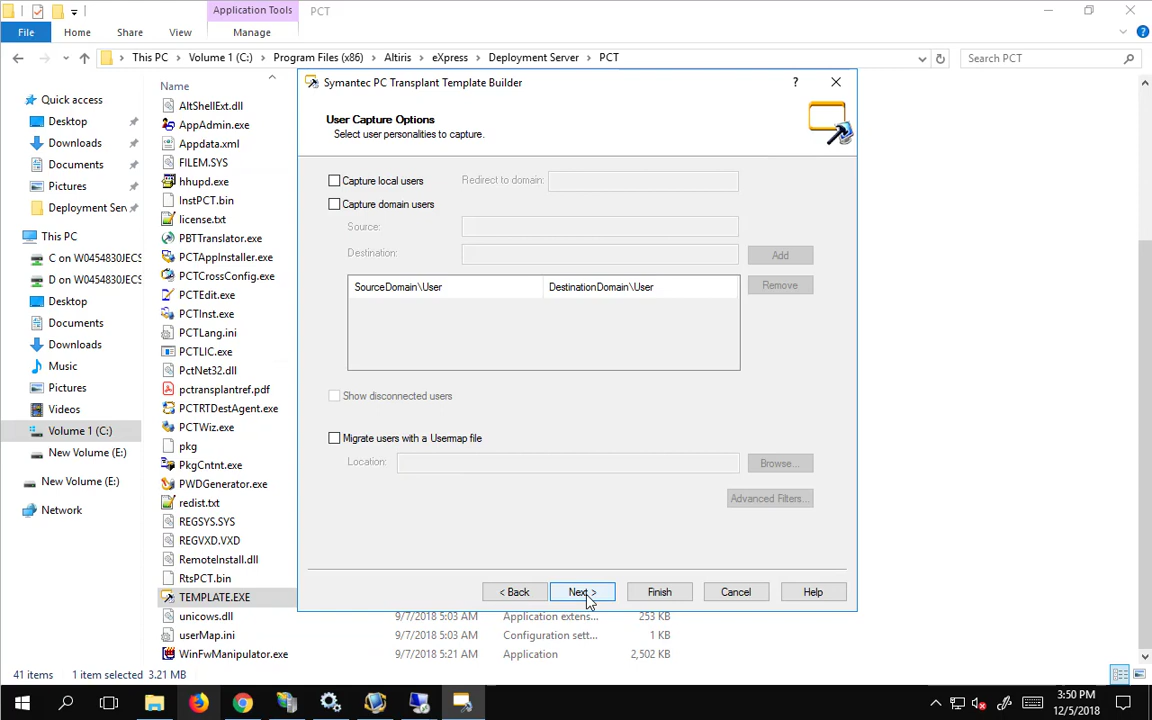 Application Tools
PCT
File
Home
Share
View
Manage
This PC
Volume 1 (C:)
Program Files (x86)
Altiris
eXpress
Deployment Server
PCT
Search PCT
Quick access
Desktop
Downloads
Documents
Pictures
Deployment Serv
This PC
C on W0454830JECS
D on W0454830JECS
Desktop
Documents
Downloads
Music
Pictures
Videos
Volume 1 (C:)
New Volume (E:)
New Volume (E:)
Network
Name
AltShellExt.dll
AppAdmin.exe
Appdata.xml
FILEM.SYS
hhupd.exe
InstPCT.bin
license.txt
PBTTranslator.exe
PCTAppInstaller.exe
PCTCrossConfig.exe
PCTEdit.exe
PCTInst.exe
PCTLang.ini
PCTLIC.exe
PctNet32.dll
pctransplantref.pdf
PCTRTDestAgent.exe
PCTWiz.exe
pkg
PkgCntnt.exe
PWDGenerator.exe
redist.txt
REGSYS.SYS
REGVXD.VXD
RemoteInstall.dll
RtsPCT.bin
TEMPLATE.EXE
unicows.dll 9/7/2018 5:03 AM Application extens... 253 KB
userMap.ini 9/7/2018 5:03 AM Configuration sett... 1 KB
WinFwManipulator.exe 9/7/2018 5:21 AM Application 2,502 KB
Symantec PC Transplant Template Builder
User Capture Options
Select user personalities to capture.
Capture local users
Redirect to domain:
Capture domain users
Source:
Destination:
Add
SourceDomain\User
DestinationDomain\User
Remove
Show disconnected users
Migrate users with a Usermap file
Location:
Browse...
Advanced Filters...
< Back
Next >
Finish
Cancel
Help
41 items
1 item selected 3.21 MB
3:50 PM
12/5/2018